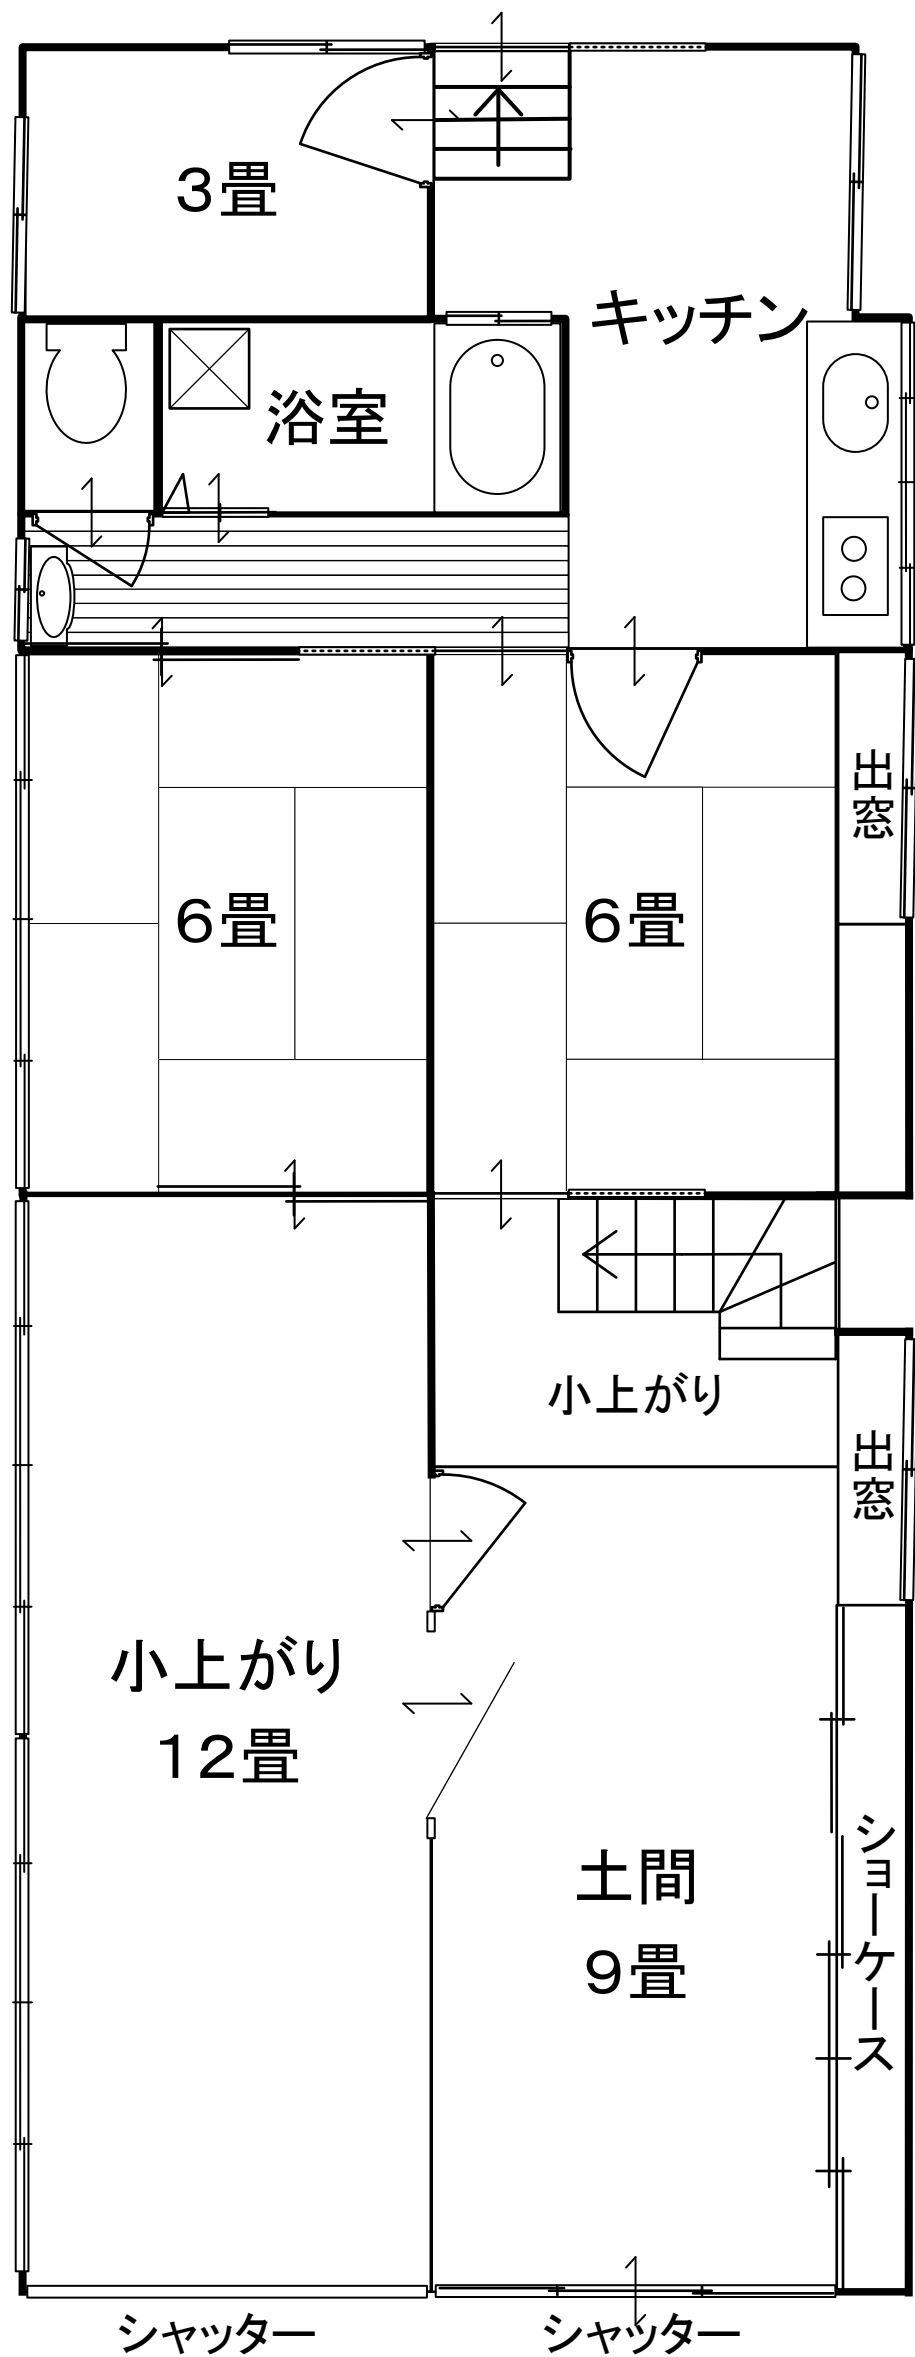 ３畳
キッチン
浴室
出窓
６畳
６畳
小上がり
出窓
小上がり
１２畳
土間
９畳
ショーケース
シャッター
シャッター